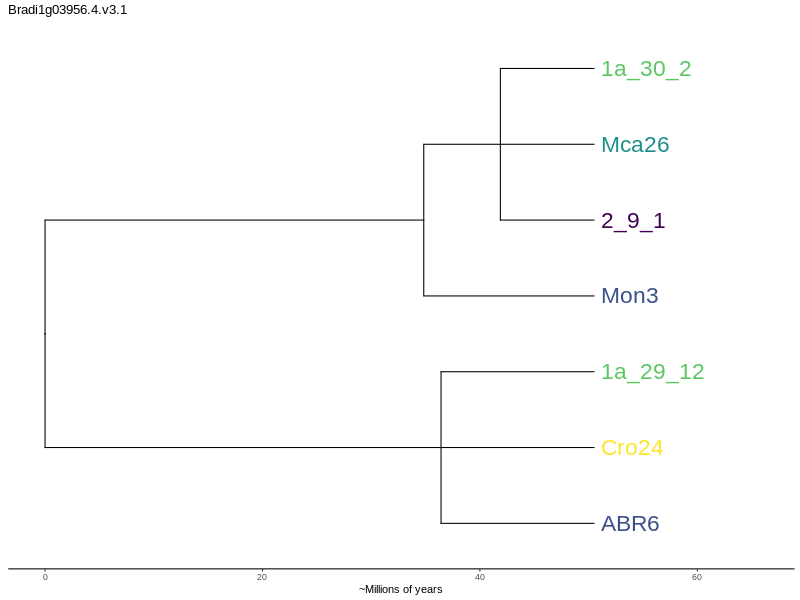 Bradi1g03956.4.v3.1
1a_30_2
Mca26
2_9_1
Mon3
1a_29_12
Cro24
ABR6
0 20 40 60
~Millions of years